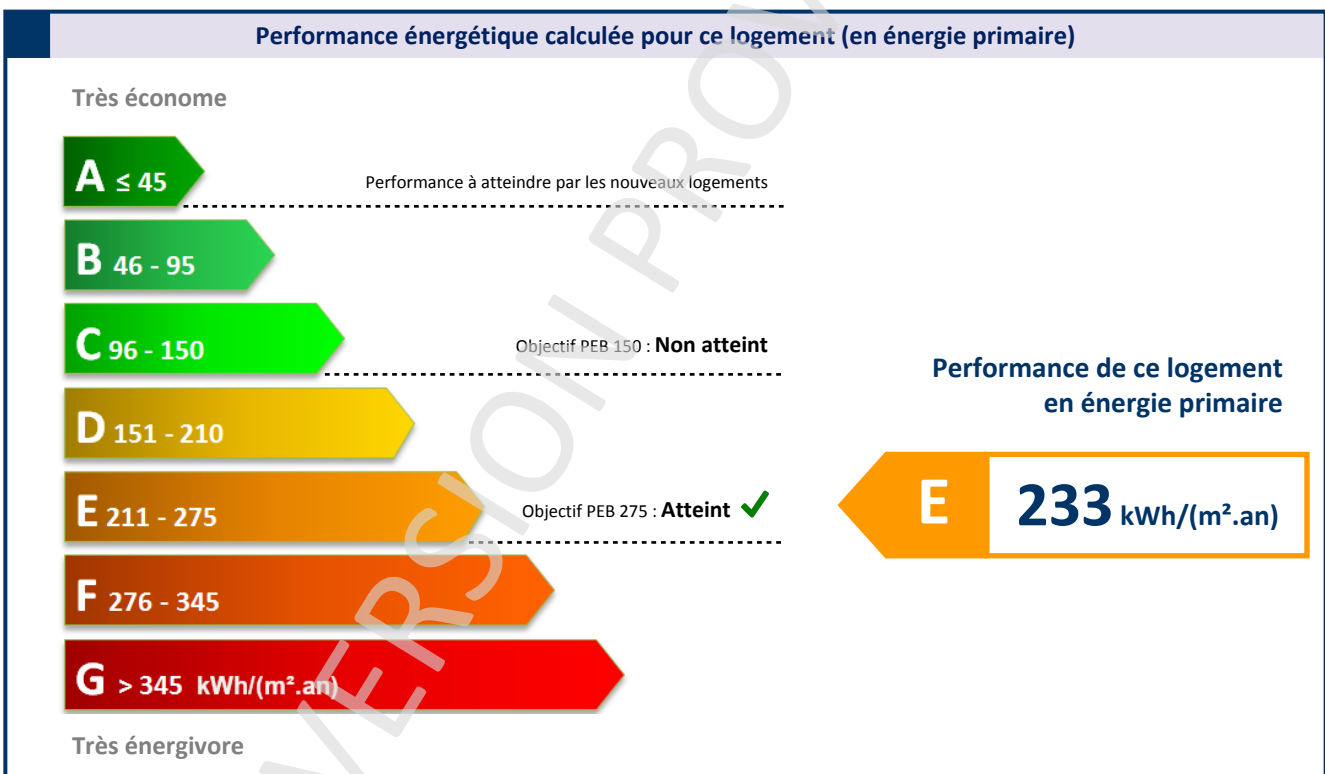 Performance énergétique calculée pour ce logement (en énergie primaire)
Très économe
A ≤ 45
Performance à atteindre par les nouveaux logements
B 46 - 95
C 96 - 150
Objectif PEB 150 : Non atteint
Performance de ce logement
en énergie primaire
D 151 - 210
E 211 - 275
Objectif PEB 275 : Atteint ✓
E
233 kWh/(m².an)
F 276 - 345
G > 345 kWh/(m².an)
Très énergivore
VERSION PROV